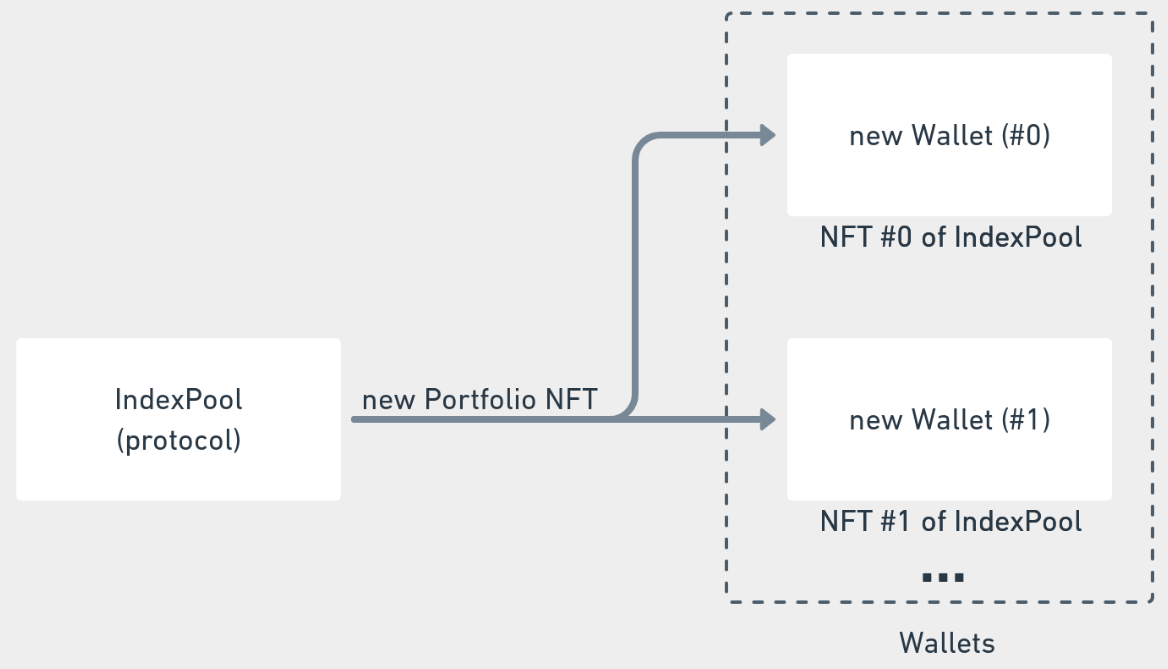 new Wallet (#0)
NFT #0 of IndexPool
IndexPool
(protocol)
new Portfolio NFT
new Wallet (#1)
NFT #1 of IndexPool
...
Wallets